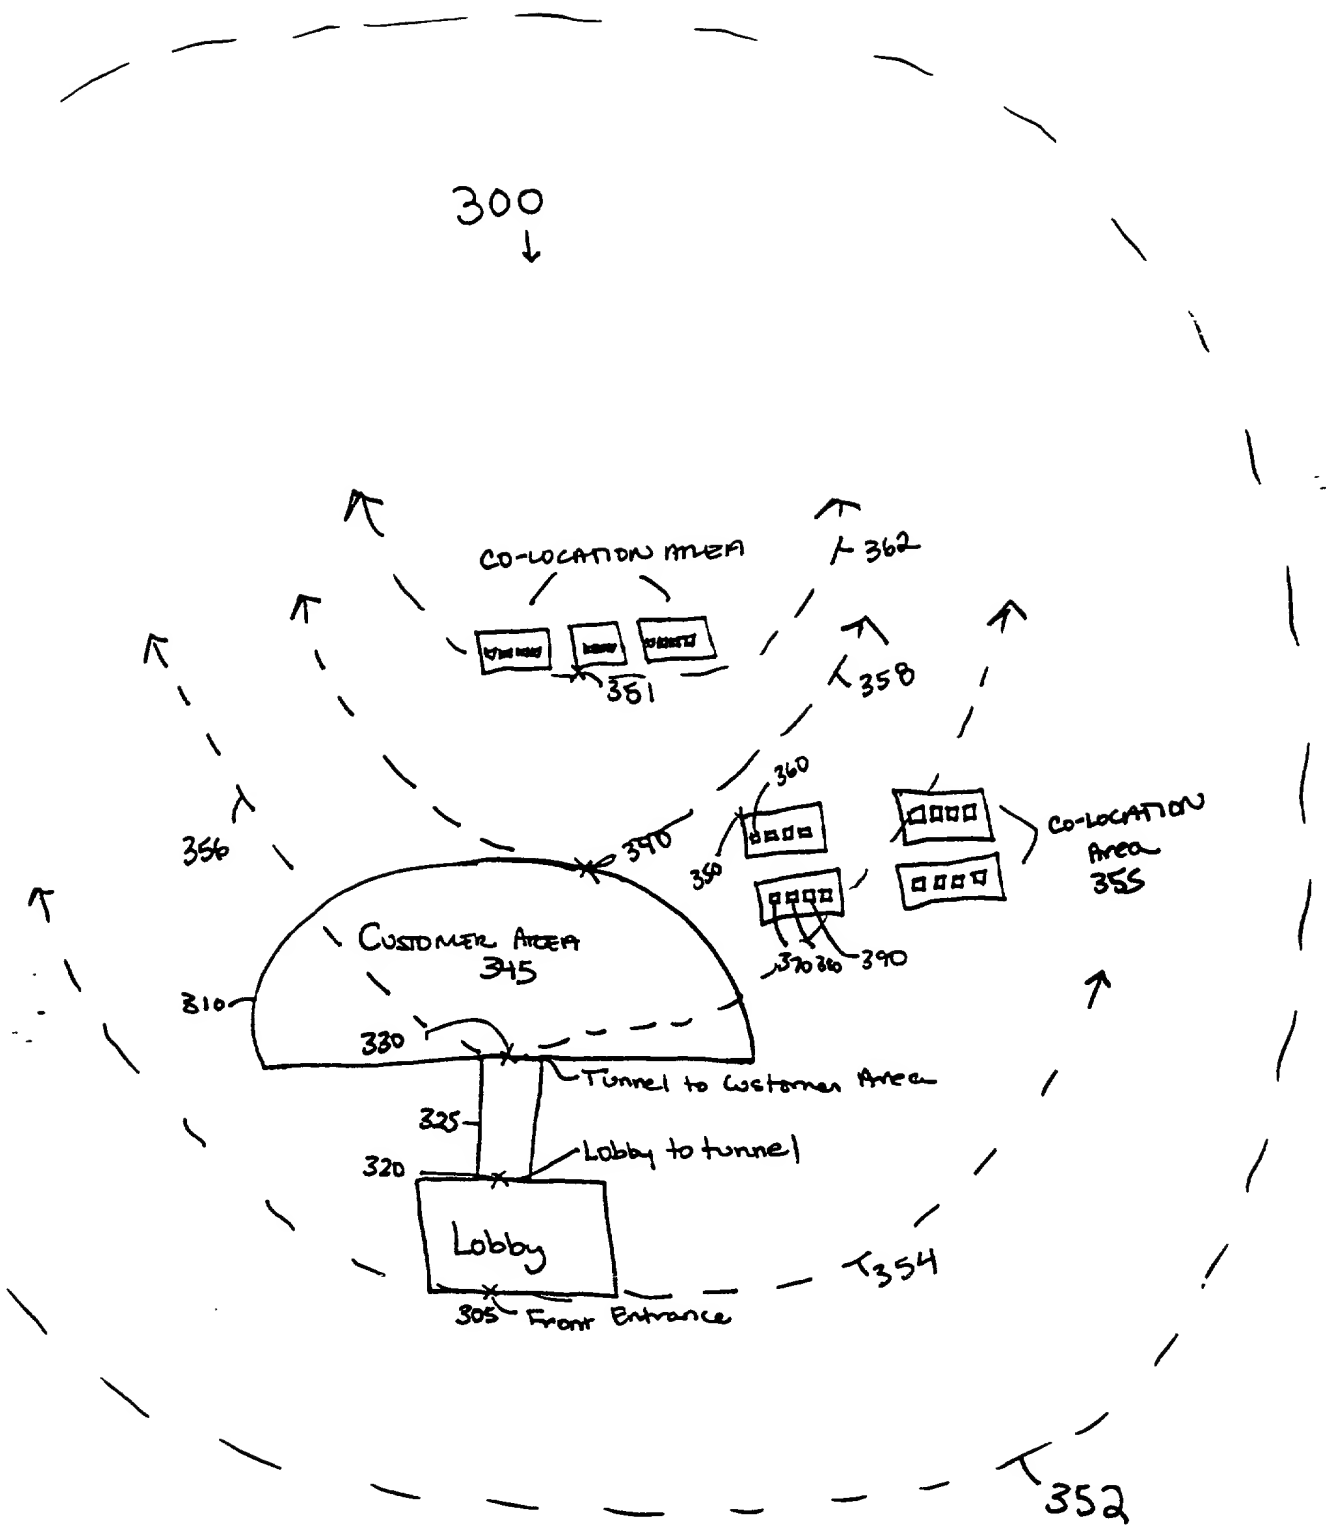 300
362
CO-LOCATION AREA
351
358
360
350
390
CO-LOCATION
Area
355
356
CUSTOMER AREA
345
370 380 390
310
330
Tunnel to Customer Area
325
320
Lobby to tunnel
Lobby
354
305 Front Entrance
352